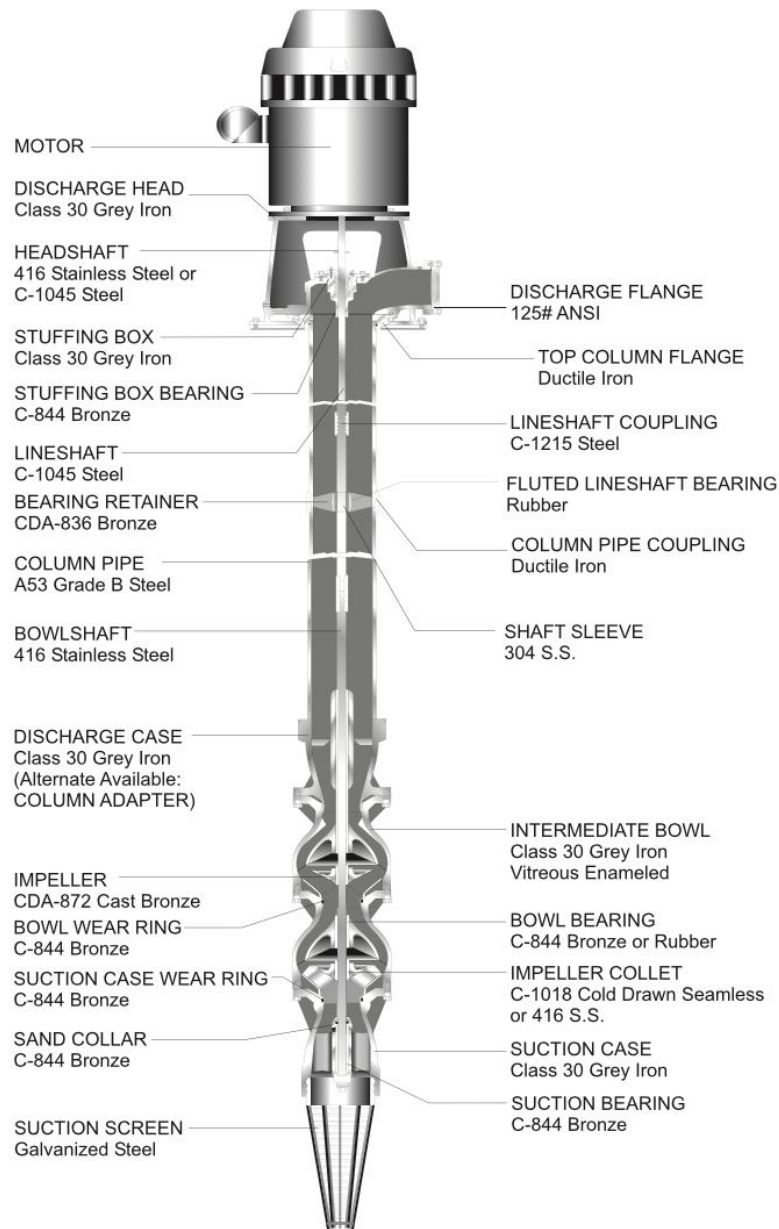 MOTOR
DISCHARGE HEAD
Class 30 Grey Iron
HEADSHAFT
416 Stainless Steel or
C-1045 Steel
STUFFING BOX
Class 30 Grey Iron
STUFFING BOX BEARING
C-844 Bronze
LINESHAFT
C-1045 Steel
BEARING RETAINER
CDA-836 Bronze
COLUMN PIPE
A53 Grade B Steel
BOWLSHAFT
416 Stainless Steel
DISCHARGE CASE
Class 30 Grey Iron
(Alternate Available:
COLUMN ADAPTER)
IMPELLER
CDA-872 Cast Bronze
BOWL WEAR RING
C-844 Bronze
SUCTION CASE WEAR RING
C-844 Bronze
SAND COLLAR
C-844 Bronze
SUCTION SCREEN
Galvanized Steel
DISCHARGE FLANGE
125# ANSI
TOP COLUMN FLANGE
Ductile Iron
LINESHAFT COUPLING
C-1215 Steel
FLUTED LINESHAFT BEARING
Rubber
COLUMN PIPE COUPLING
Ductile Iron
SHAFT SLEEVE
304 S.S.
INTERMEDIATE BOWL
Class 30 Grey Iron
Vitreous Enameled
BOWL BEARING
C-844 Bronze or Rubber
IMPELLER COLLET
C-1018 Cold Drawn Seamless
or 416 S.S.
SUCTION CASE
Class 30 Grey Iron
SUCTION BEARING
C-844 Bronze